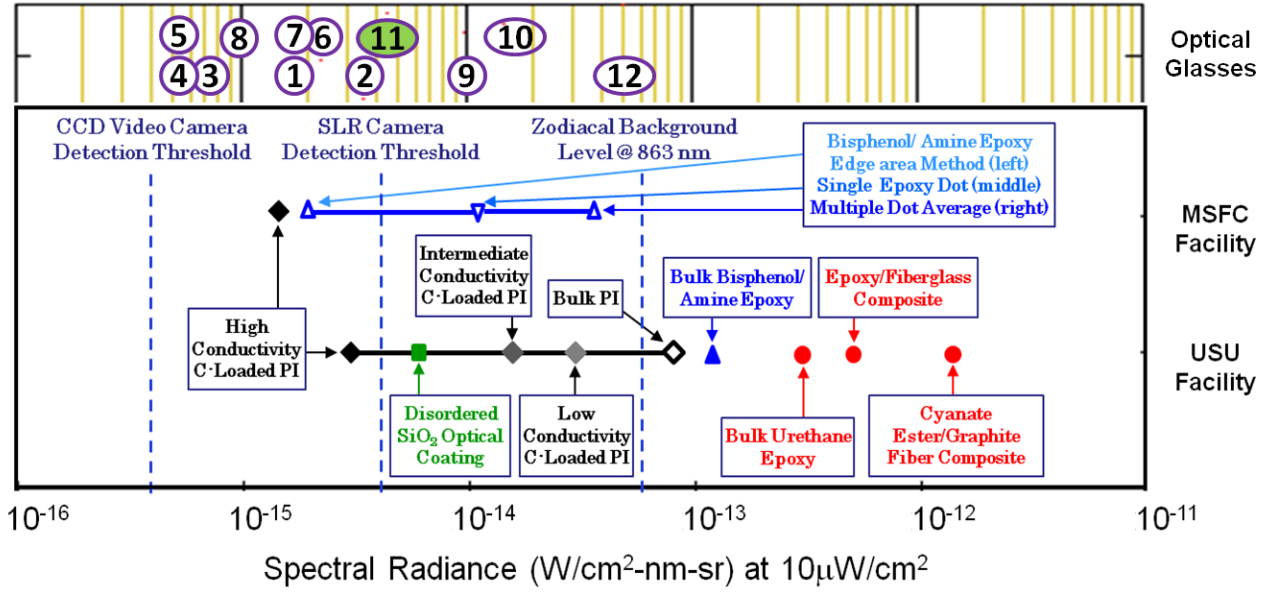 5
8
7
6
11
10
4
3
1
2
9
12
Optical
Glasses
CCD Video Camera
Detection Threshold
SLR Camera
Detection Threshold
Zodiacal Background
Level @ 863 nm
Bisphenol/ Amine Epoxy
Edge area Method (left)
Single Epoxy Dot (middle)
Multiple Dot Average (right)
MSFC
Facility
Intermediate
Conductivity
C-Loaded PI
Bulk PI
Bulk Bisphenol/
Amine Epoxy
Epoxy/Fiberglass
Composite
High
Conductivity
C-Loaded PI
USU
Facility
Disordered
SiO₂ Optical
Coating
Low
Conductivity
C-Loaded PI
Bulk Urethane
Epoxy
Cyanate
Ester/Graphite
Fiber Composite
10⁻¹⁶
10⁻¹⁵
10⁻¹⁴
10⁻¹³
10⁻¹²
10⁻¹¹
Spectral Radiance (W/cm²-nm-sr) at 10μW/cm²